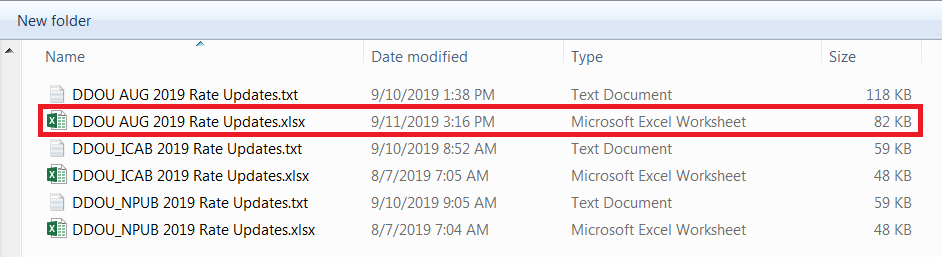 New folder
Name Date modified Type Size
DDOU AUG 2019 Rate Updates.txt 9/10/2019 1:38 PM Text Document 118 KB
DDOU AUG 2019 Rate Updates.xlsx 9/11/2019 3:16 PM Microsoft Excel Worksheet 82 KB
DDOU_ICAB 2019 Rate Updates.txt 9/10/2019 8:52 AM Text Document 59 KB
DDOU_ICAB 2019 Rate Updates.xlsx 8/7/2019 7:05 AM Microsoft Excel Worksheet 48 KB
DDOU_NPUB 2019 Rate Updates.txt 9/10/2019 9:05 AM Text Document 59 KB
DDOU_NPUB 2019 Rate Updates.xlsx 8/7/2019 7:04 AM Microsoft Excel Worksheet 48 KB